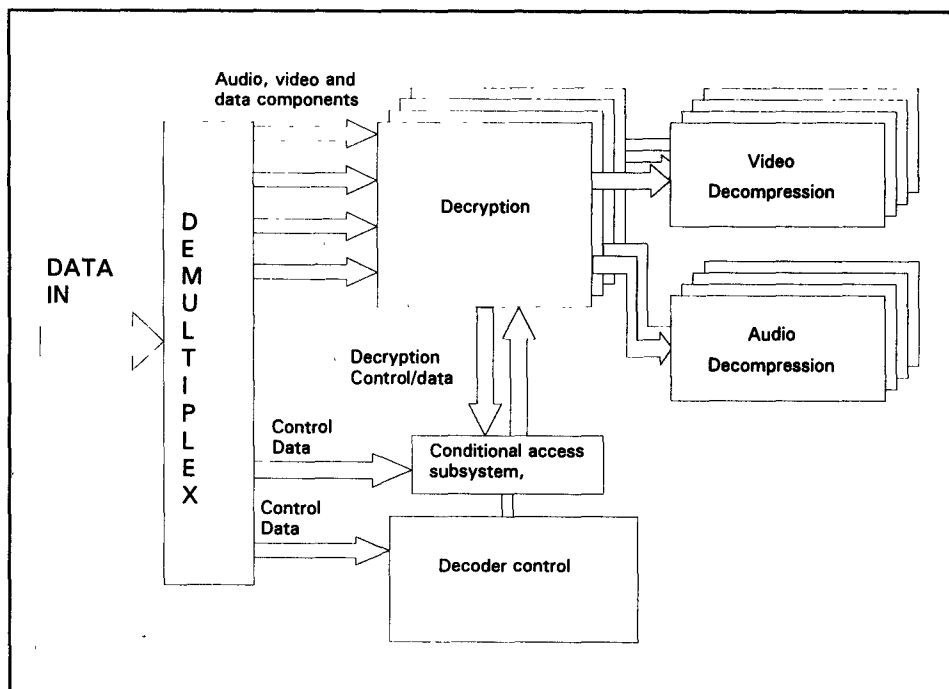 Audio, video and
data components
DATA
IN
DEMULTIPLEX
Decryption
Video
Decompression
Audio
Decompression
Decryption
Control/data
Control
Data
Conditional access
subsystem,
Control
Data
Decoder control